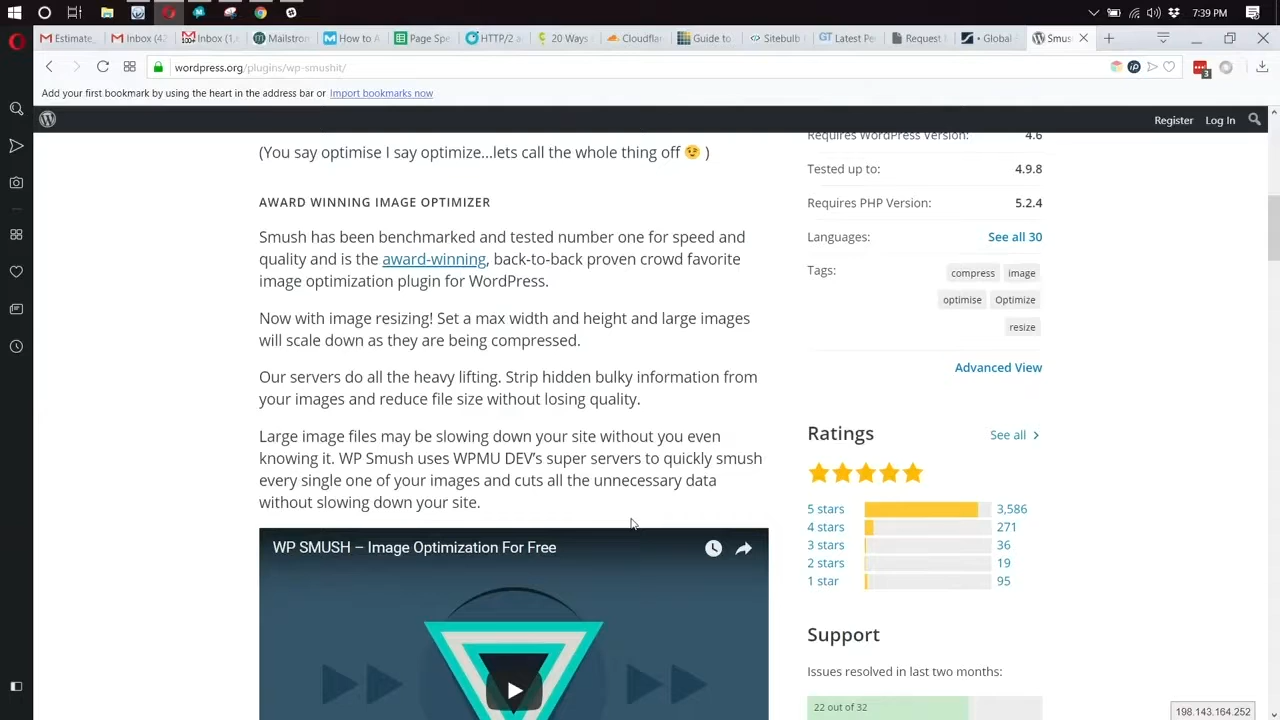 7:39 PM
Estimate
Inbox (4
100+ Inbox (1,
Mailstrom
How to A
Page Spe
HTTP/2 a
20 Ways
Cloudfla
Guide to
Sitebulb
Latest Pe
Request
- Global
Smus
wordpress.org/plugins/wp-smushit/
3
Add your first bookmark by using the heart in the address bar or Import bookmarks now
Register Log In
(You say optimise I say optimize...lets call the whole thing off 😉 )
AWARD WINNING IMAGE OPTIMIZER
Smush has been benchmarked and tested number one for speed and
quality and is the award-winning, back-to-back proven crowd favorite
image optimization plugin for WordPress.
Now with image resizing! Set a max width and height and large images
will scale down as they are being compressed.
Our servers do all the heavy lifting. Strip hidden bulky information from
your images and reduce file size without losing quality.
Large image files may be slowing down your site without you even
knowing it. WP Smush uses WPMU DEV's super servers to quickly smush
every single one of your images and cuts all the unnecessary data
without slowing down your site.
WP SMUSH – Image Optimization For Free
Requires WordPress Version: 4.6
Tested up to: 4.9.8
Requires PHP Version: 5.2.4
Languages: See all 30
Tags: compress image
optimise Optimize
resize
Advanced View
Ratings See all
5 stars 3,586
4 stars 271
3 stars 36
2 stars 19
1 star 95
Support
Issues resolved in last two months:
22 out of 32
198.143.164.252